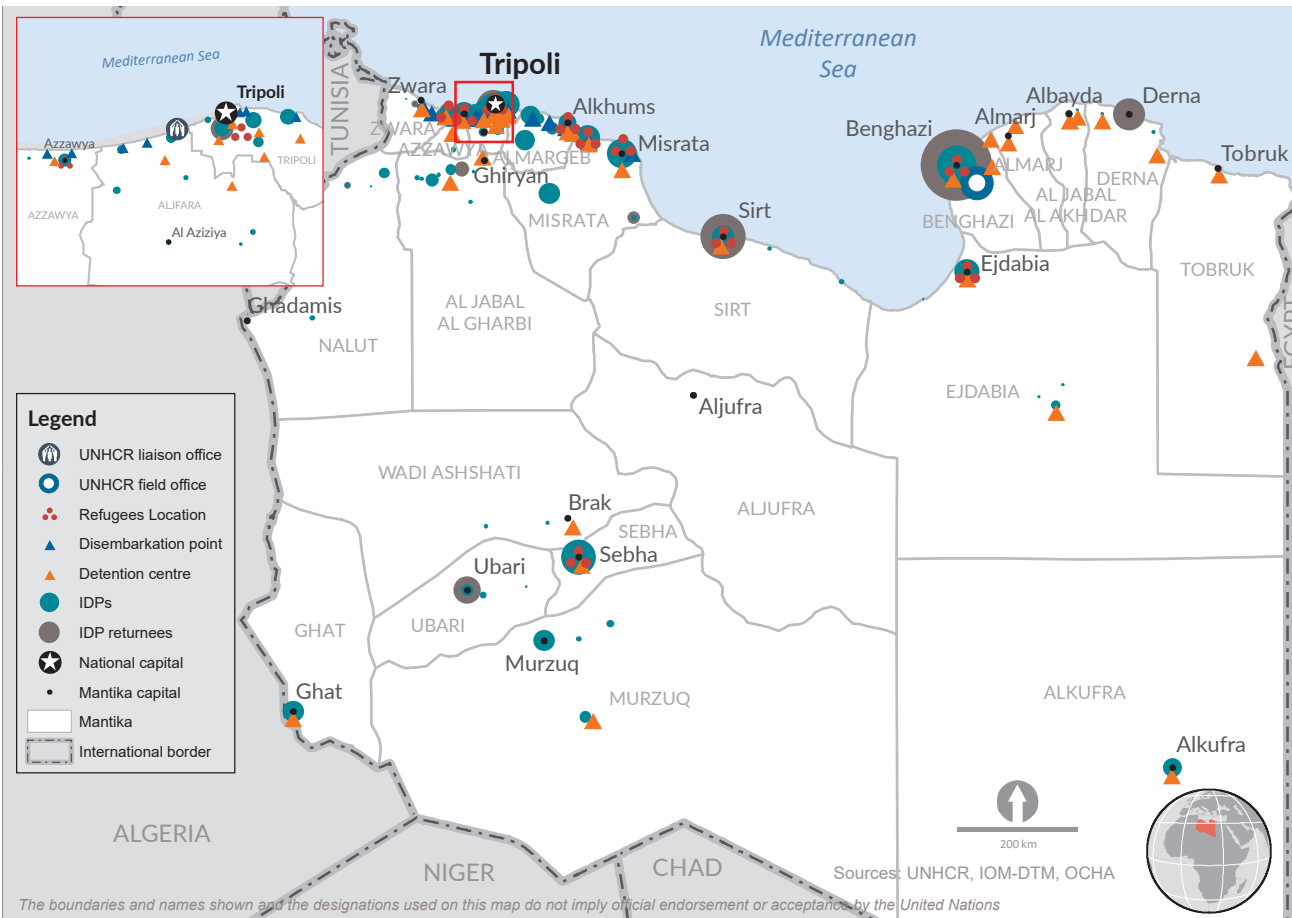 Mediterranean Sea
Tripoli
Azzawya
TRIPOLI
AZZAWYA
ALJFARA
Al Aziziya
TUNISIA
Mediterranean
Sea
Tripoli
Zwara
ZWARA
AZZAWYA
ALMARGEB
Ghiryan
Alkhums
Misrata
MISRATA
Sirt
Benghazi
Almarj
Albayda
Derna
Tobruk
ALMARJ
DERNA
AL JABAL
AL AKHDAR
BENGHAZI
Ejdabia
TOBRUK
EGYPT
Ghadamis
NALUT
AL JABAL
AL GHARBI
SIRT
EJDABIA
Aljufra
WADI ASHSHATI
Brak
SEBHA
Sebha
ALJUFRA
Ubari
UBARI
GHAT
Murzuq
MURZUQ
Ghat
ALKUFRA
Alkufra
Legend
UNHCR liaison office
UNHCR field office
Refugees Location
Disembarkation point
Detention centre
IDPs
IDP returnees
National capital
Mantika capital
Mantika
International border
ALGERIA
NIGER
CHAD
200 km
Sources: UNHCR, IOM-DTM, OCHA
The boundaries and names shown and the designations used on this map do not imply official endorsement or acceptance by the United Nations